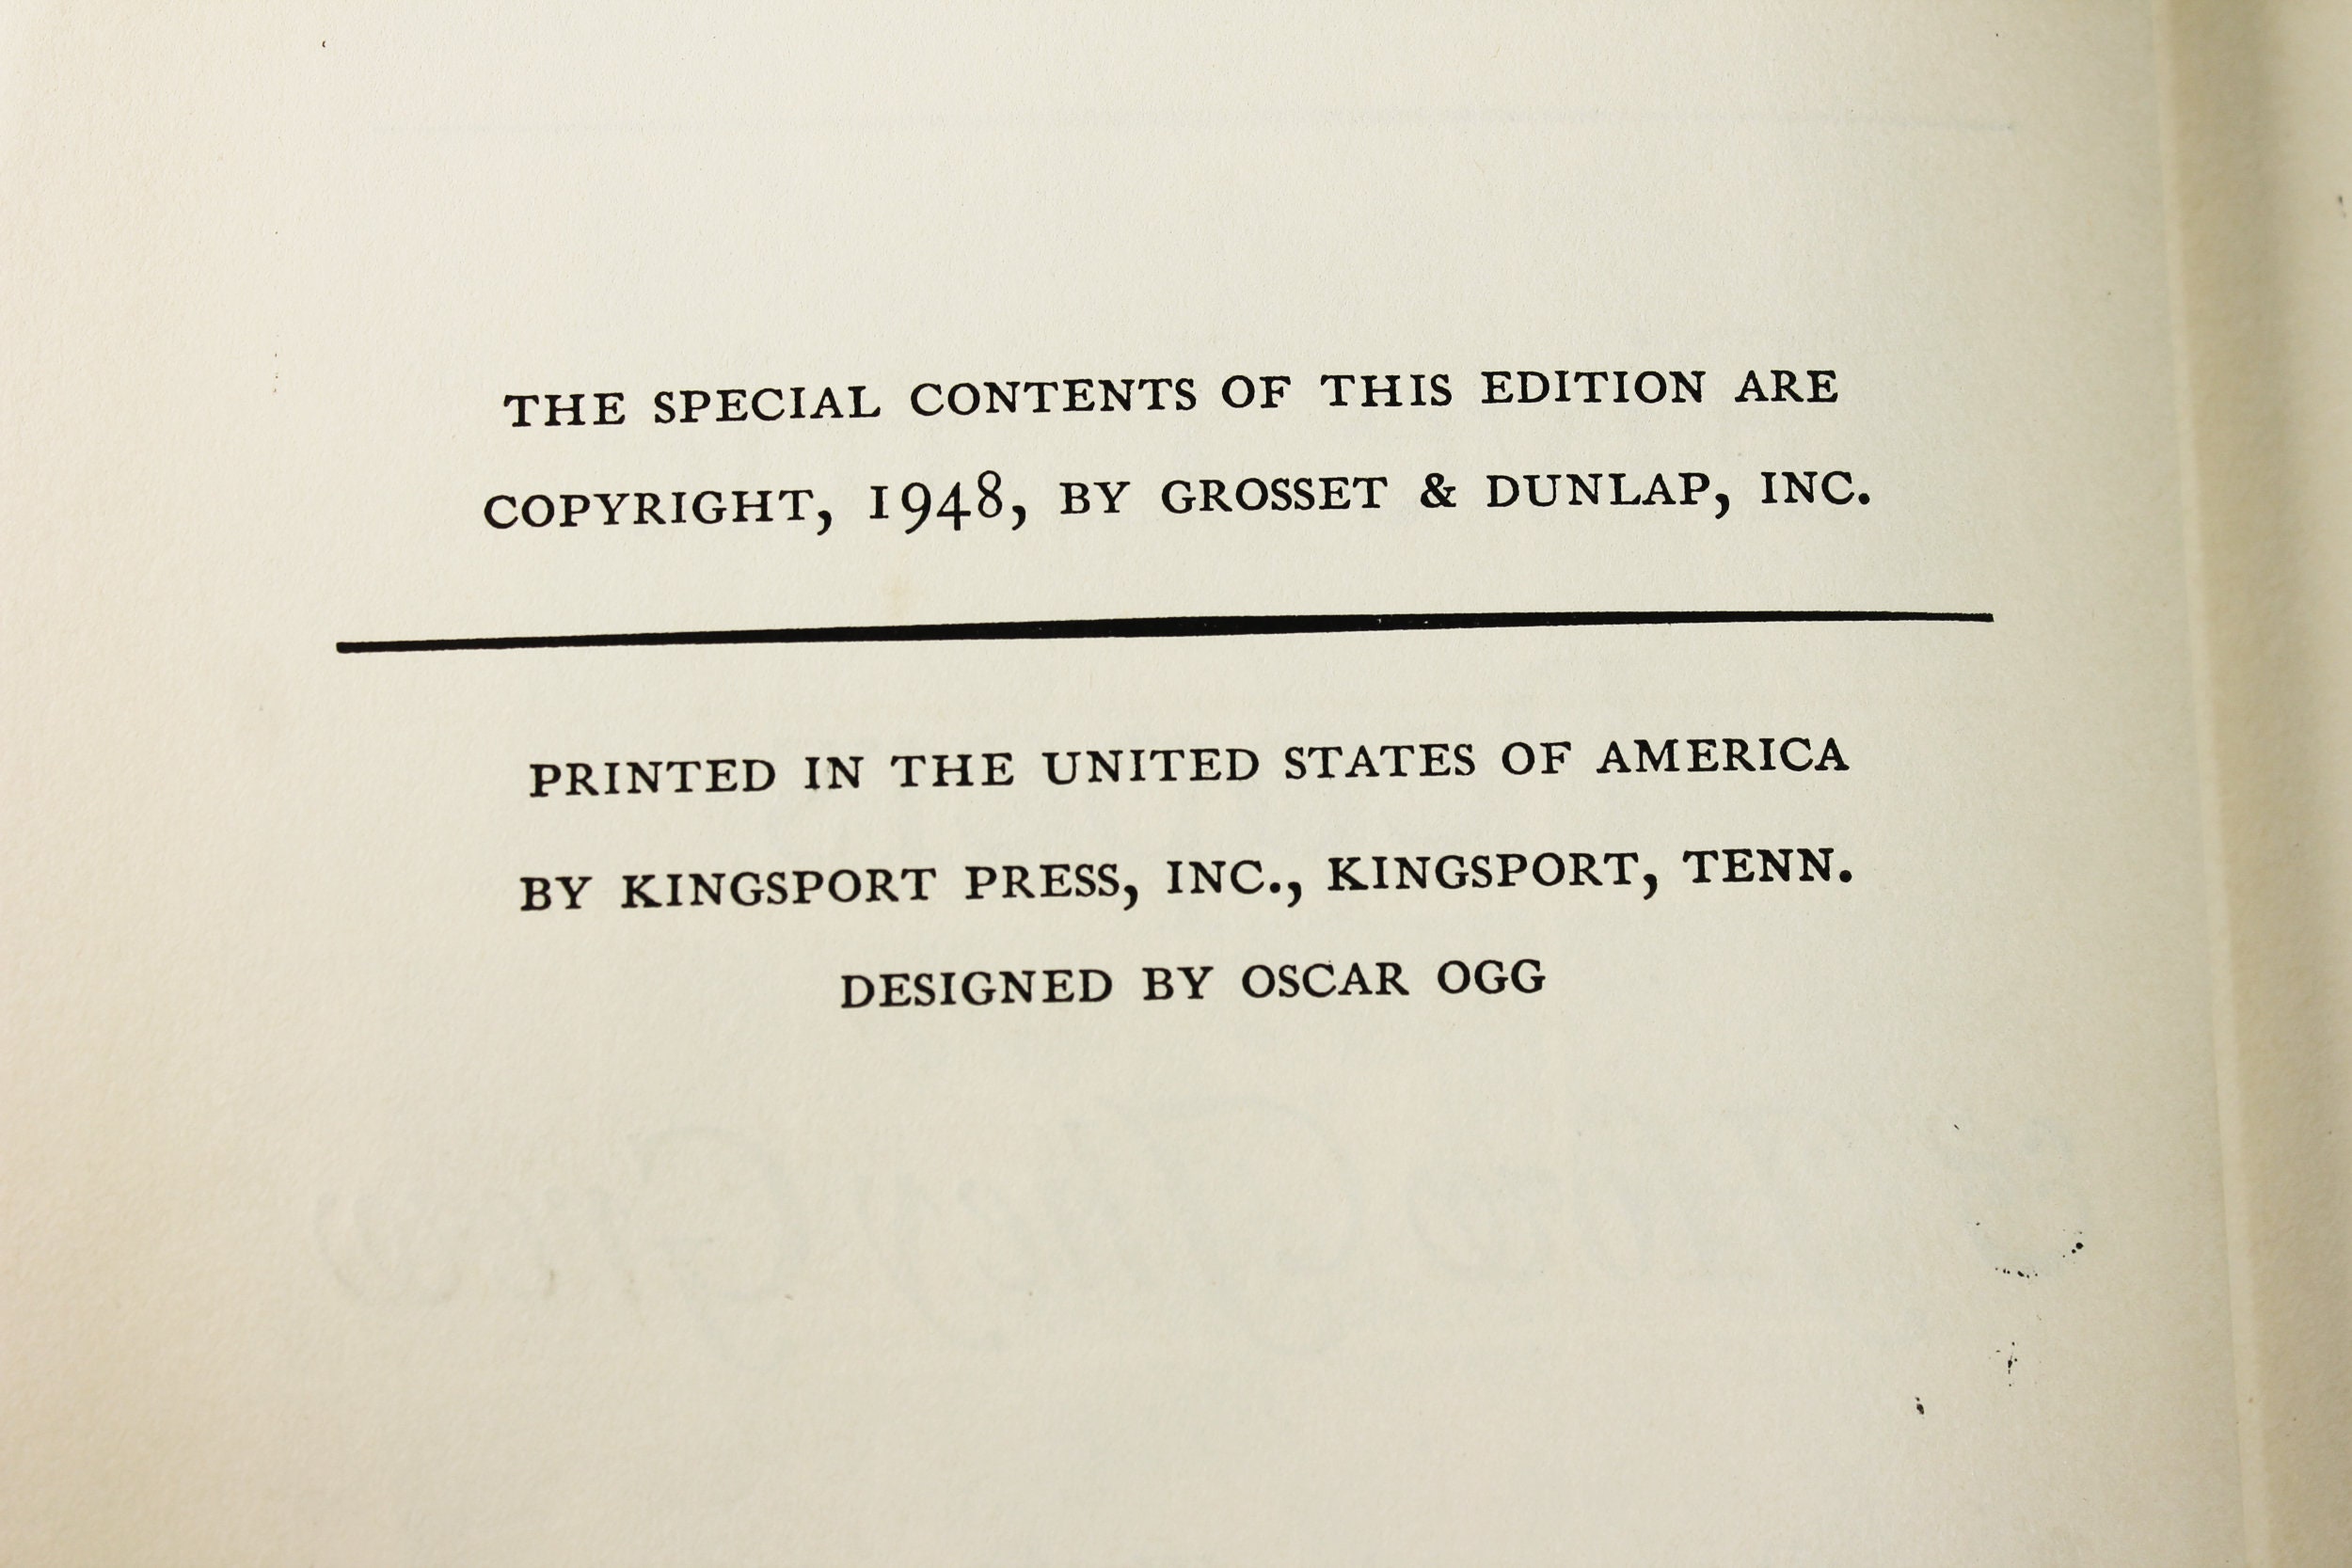 THE SPECIAL CONTENTS OF THIS EDITION ARE
COPYRIGHT, 1948, BY GROSSET & DUNLAP, INC.
PRINTED IN THE UNITED STATES OF AMERICA
BY KINGSPORT PRESS, INC., KINGSPORT, TENN.
DESIGNED BY OSCAR OGG